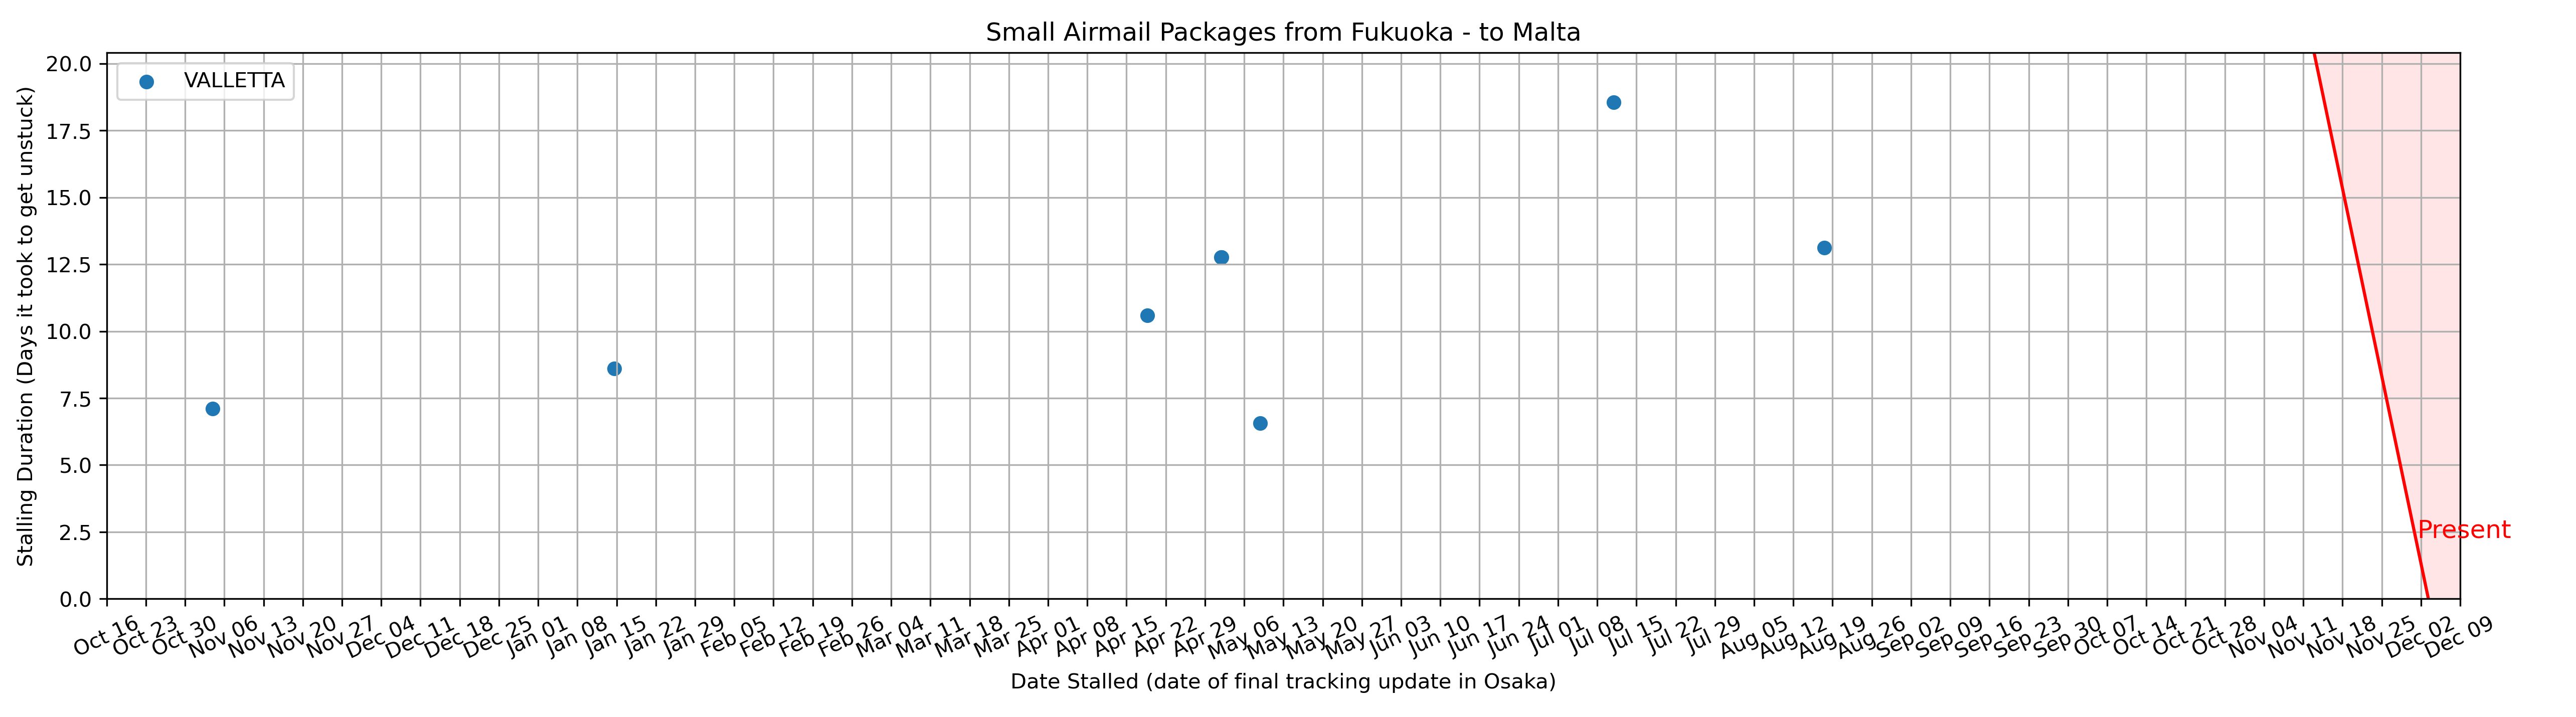 Small Airmail Packages from Fukuoka - to Malta
VALLETTA
Stalling Duration (Days it took to get unstuck)
20.0
17.5
15.0
12.5
10.0
7.5
5.0
2.5
0.0
Present
Oct 16 Oct 23 Oct 30 Nov 06 Nov 13 Nov 20 Nov 27 Dec 04 Dec 11 Dec 18 Dec 25 Jan 01 Jan 08 Jan 15 Jan 22 Jan 29 Feb 05 Feb 12 Feb 19 Feb 26 Mar 04 Mar 11 Mar 18 Mar 25 Apr 01 Apr 08 Apr 15 Apr 22 Apr 29 May 06 May 13 May 20 May 27 Jun 03 Jun 10 Jun 17 Jun 24 Jul 01 Jul 08 Jul 15 Jul 22 Jul 29 Aug 05 Aug 12 Aug 19 Aug 26 Sep 02 Sep 09 Sep 16 Sep 23 Sep 30 Oct 07 Oct 14 Oct 21 Oct 28 Nov 04 Nov 11 Nov 18 Nov 25 Dec 02 Dec 09
Date Stalled (date of final tracking update in Osaka)